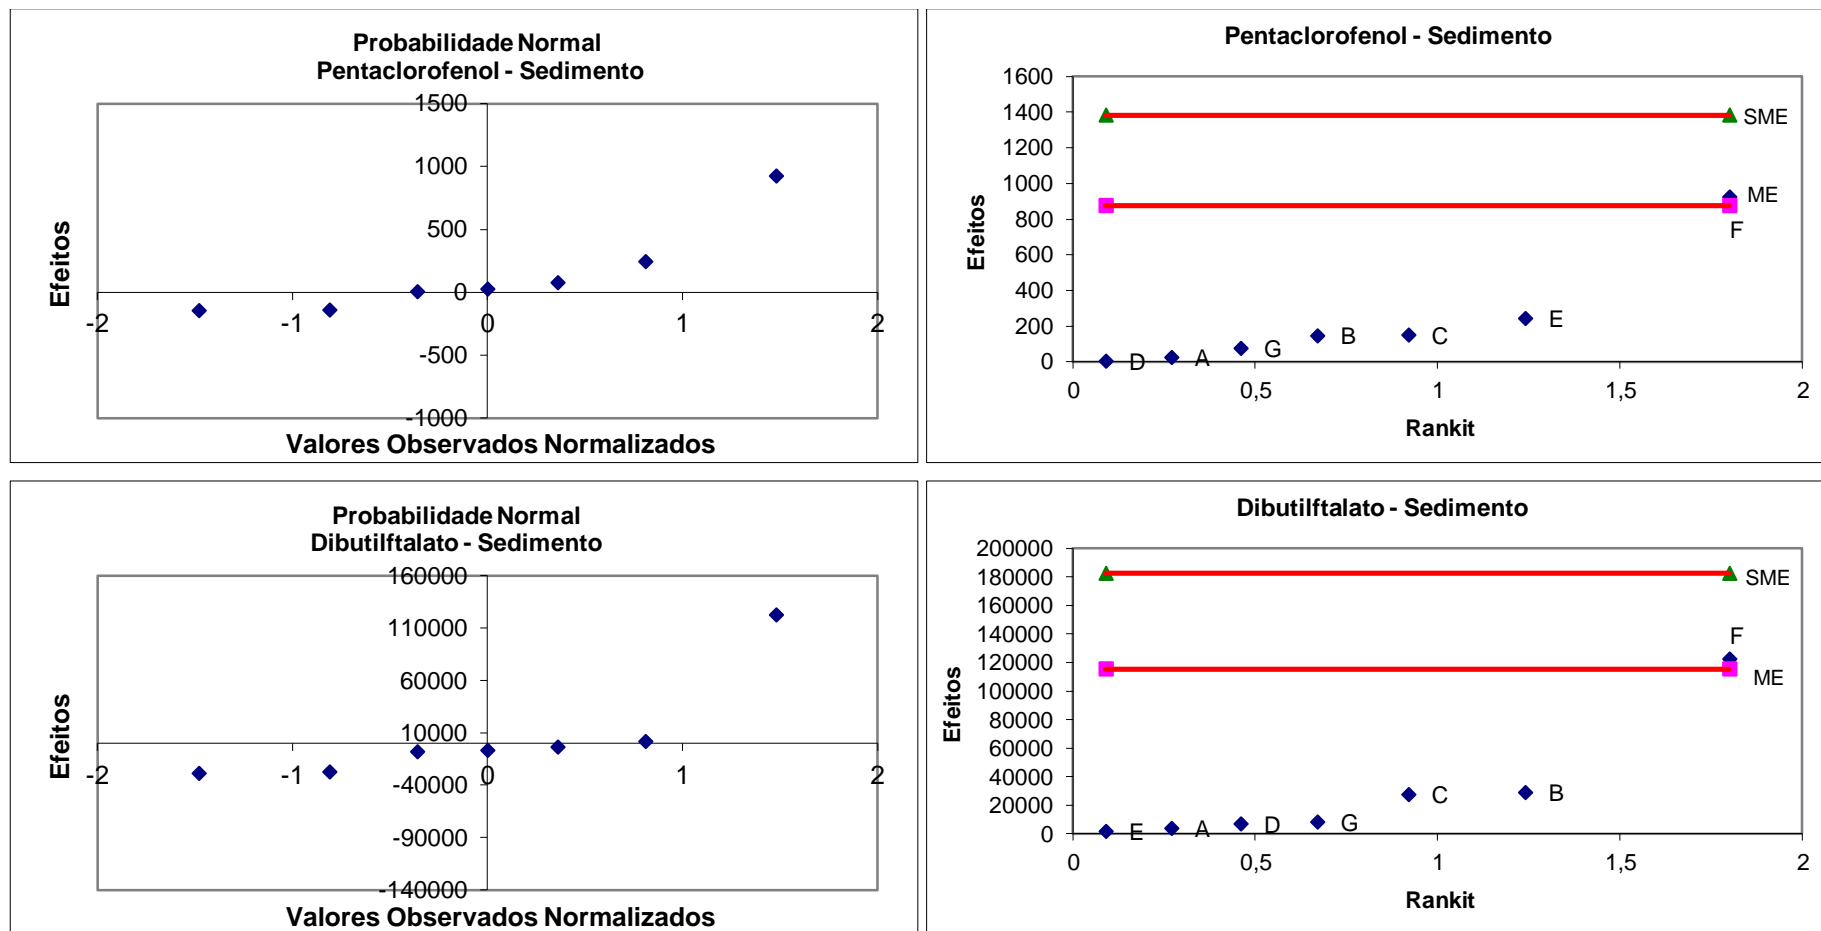 Probabilidade Normal
Pentaclorofenol - Sedimento
1500
1000
500
0
-500
-1000
-2
-1
0
1
2
Efeitos
Valores Observados Normalizados
Pentaclorofenol - Sedimento
1600
1400
1200
1000
800
600
400
200
0
SME
ME
F
E
C
B
G
A
D
0
0,5
1
1,5
2
Efeitos
Rankit
Probabilidade Normal
Dibutilftalato - Sedimento
160000
110000
60000
10000
-40000
-90000
-140000
-2
-1
0
1
2
Efeitos
Valores Observados Normalizados
Dibutilftalato - Sedimento
200000
180000
160000
140000
120000
100000
80000
60000
40000
20000
0
SME
F
ME
B
C
G
D
A
E
0
0,5
1
1,5
2
Efeitos
Rankit